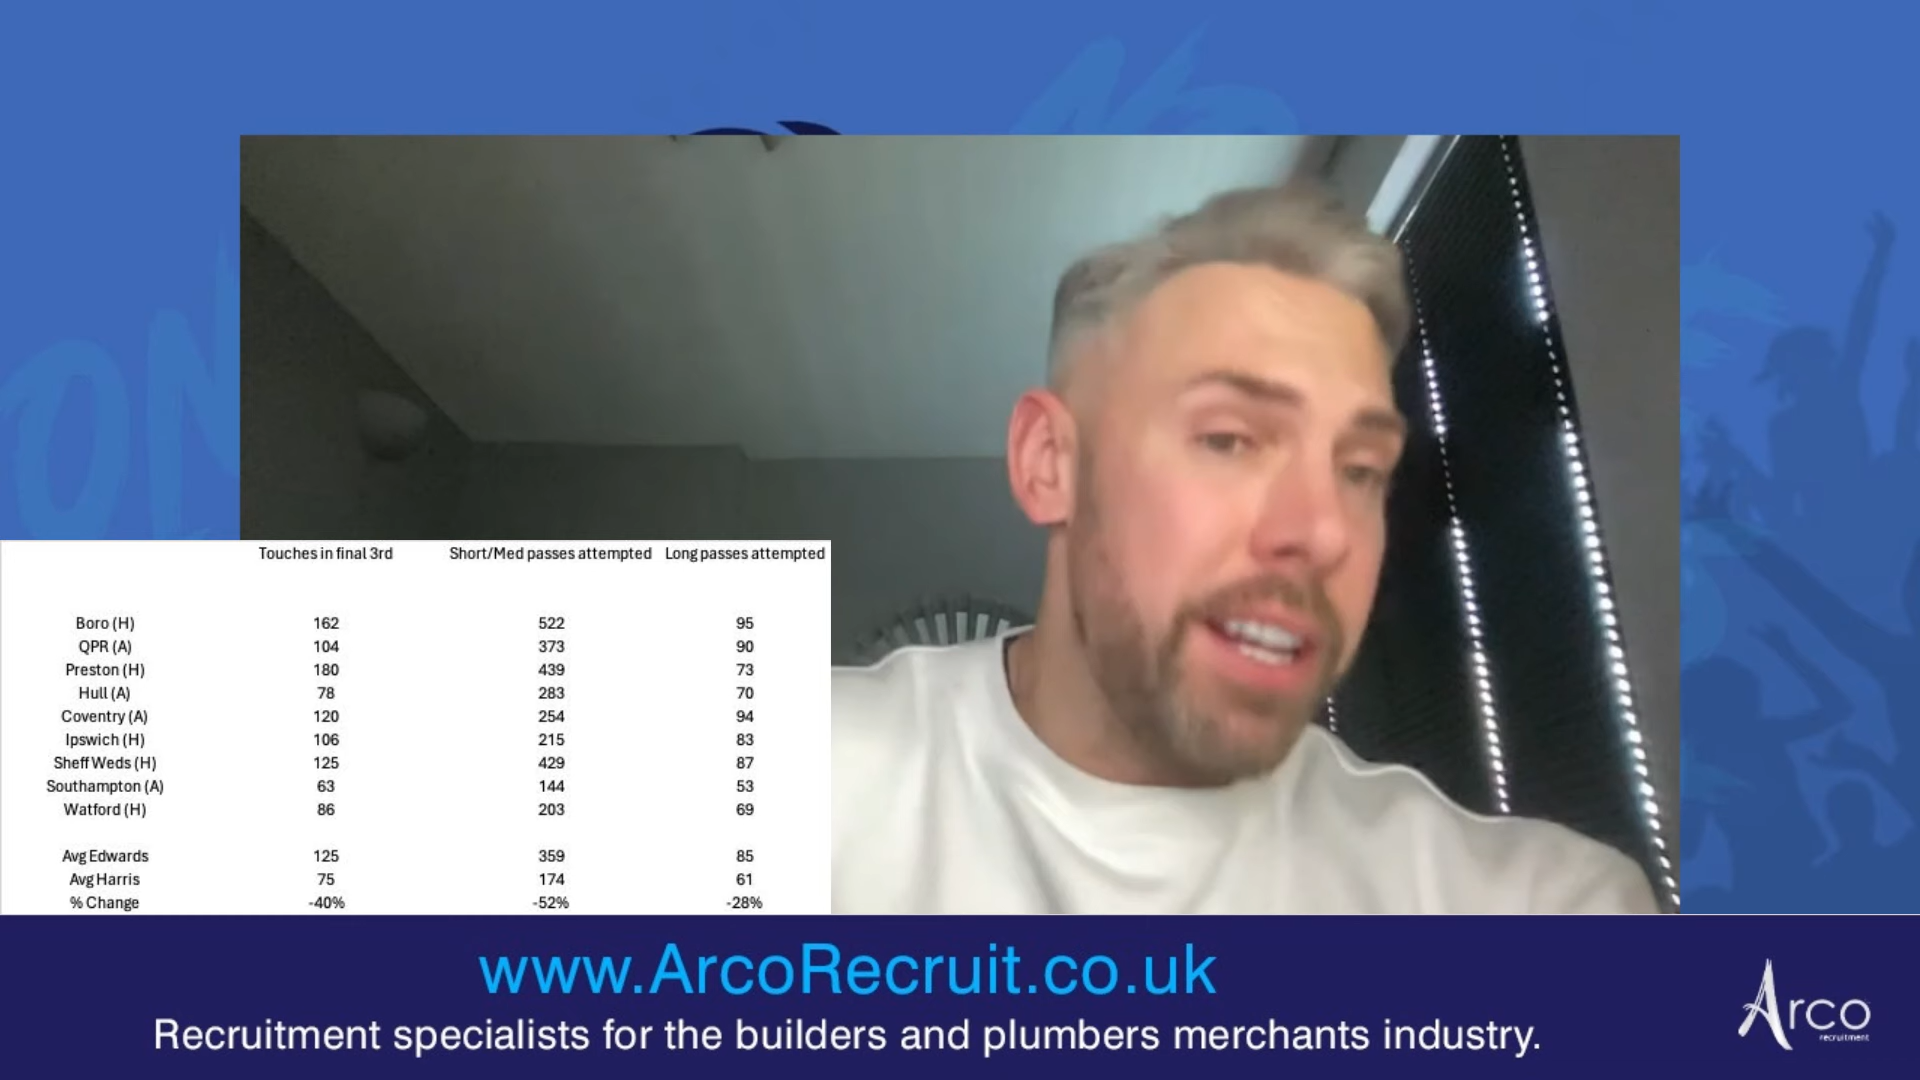 Touches in final 3rd Short/Med passes attempted Long passes attempted
Boro (H) 162 522 95
QPR (A) 104 373 90
Preston (H) 180 439 73
Hull (A) 78 283 70
Coventry (A) 120 254 94
Ipswich (H) 106 215 83
Sheff Weds (H) 125 429 87
Southampton (A) 63 144 53
Watford (H) 86 203 69
Avg Edwards 125 359 85
Avg Harris 75 174 61
% Change -40% -52% -28%
www.ArcoRecruit.co.uk
Recruitment specialists for the builders and plumbers merchants industry.
Arco
recruitment